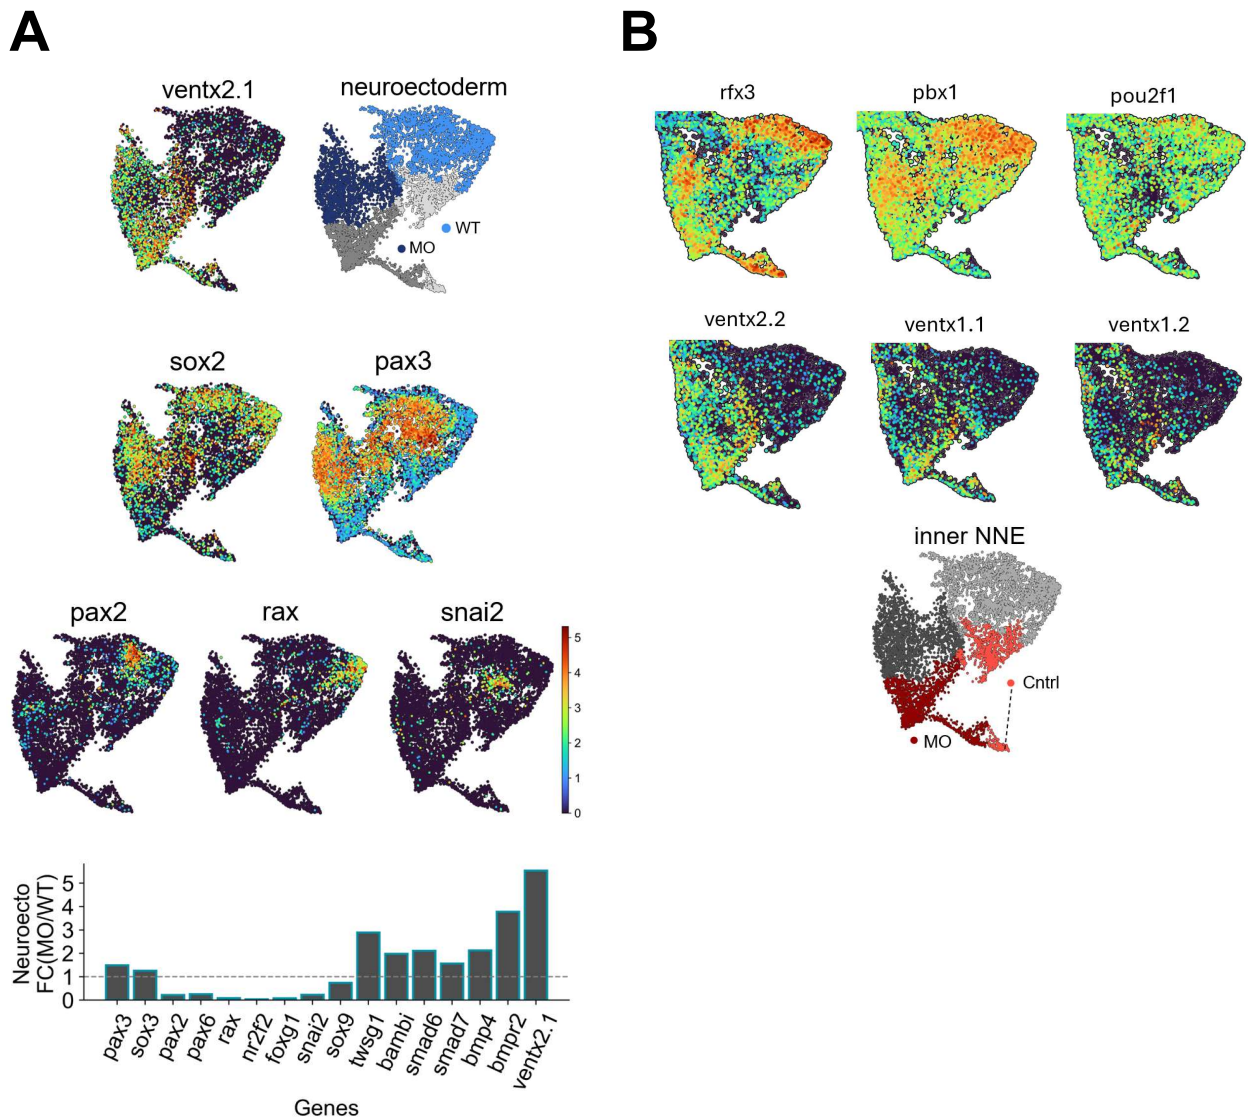 A
B
ventx2.1
neuroectoderm
WT
MO
sox2
pax3
pax2
rax
snai2
5
4
3
2
1
0
Neuroecto
FC(MO/WT)
5
4
3
2
1
0
pax3
sox3
pax2
pax6
rax
nr2f2
foxg1
snai2
sox9
twsg1
bambi
smad6
smad7
bmp4
bmpr2
ventx2.1
Genes
rfx3
pbx1
pou2f1
ventx2.2
ventx1.1
ventx1.2
inner NNE
Cntrl
MO